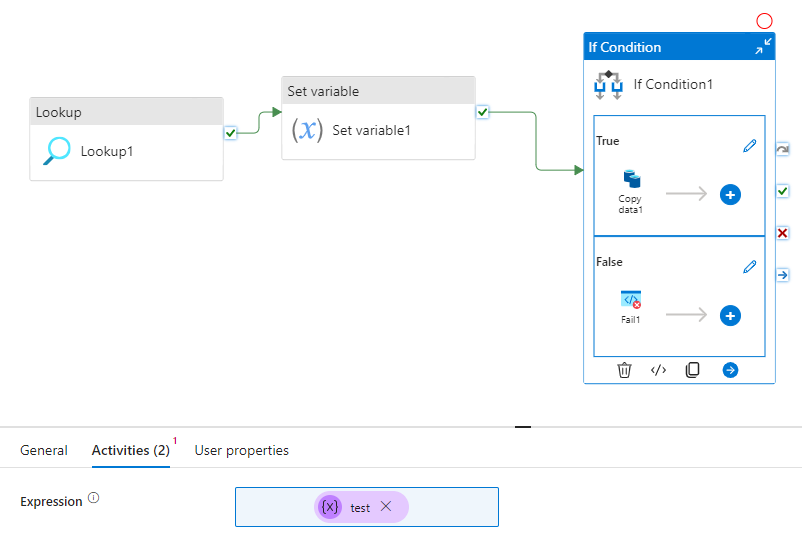 If Condition
Set variable
If Condition1
Lookup
(x) Set variable1
Lookup1
True
Copy
data1
False
Fail1
General
Activities (2) 1
User properties
Expression
{x} test